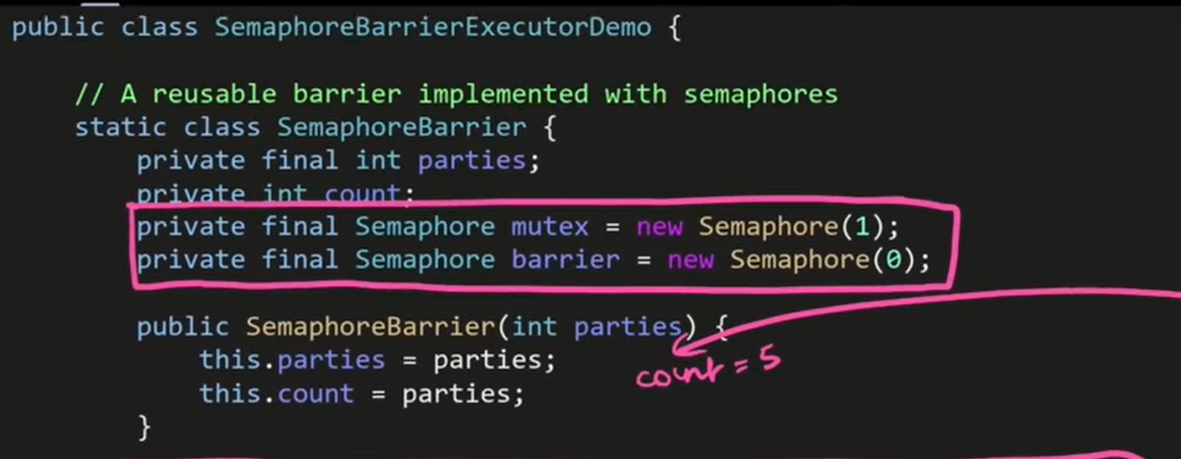 public class SemaphoreBarrierExecutorDemo {
// A reusable barrier implemented with semaphores
static class SemaphoreBarrier {
private final int parties;
private int count;
private final Semaphore mutex = new Semaphore(1);
private final Semaphore barrier = new Semaphore(0);
public SemaphoreBarrier(int parties) {
this.parties = parties;
count = 5
this.count = parties;
}